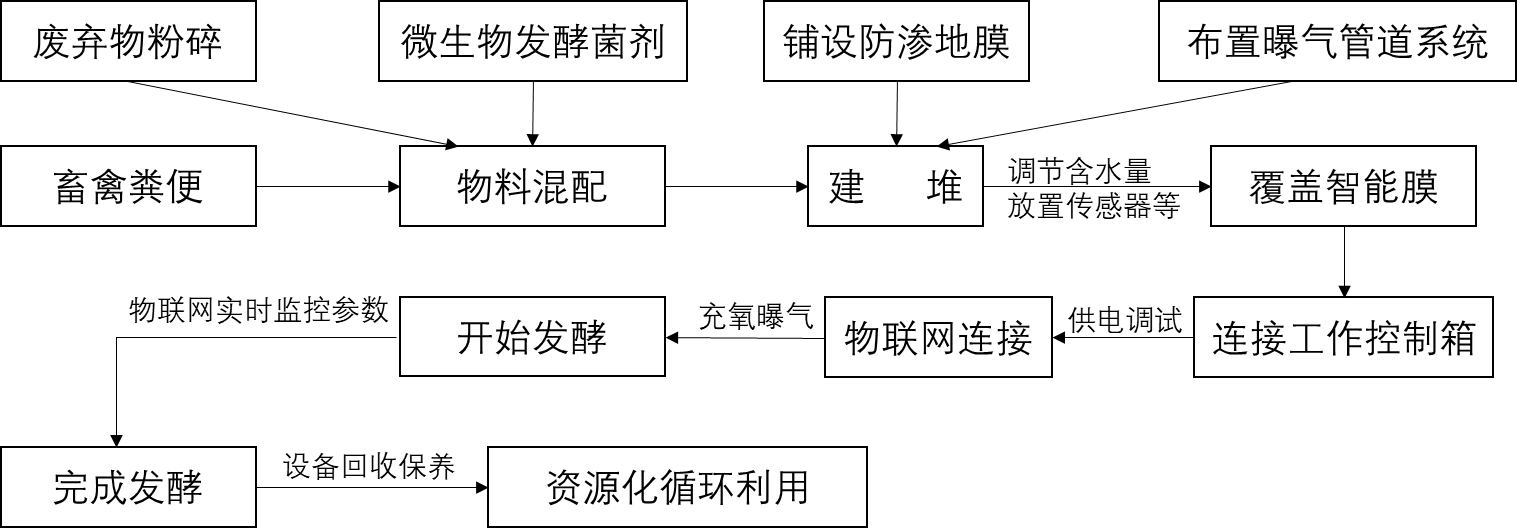 废弃物粉碎
微生物发酵菌剂
铺设防渗地膜
布置曝气管道系统
畜禽粪便
物料混配
建 堆
调节含水量
放置传感器等
覆盖智能膜
物联网实时监控参数
开始发酵
充氧曝气
物联网连接
供电调试
连接工作控制箱
完成发酵
设备回收保养
资源化循环利用